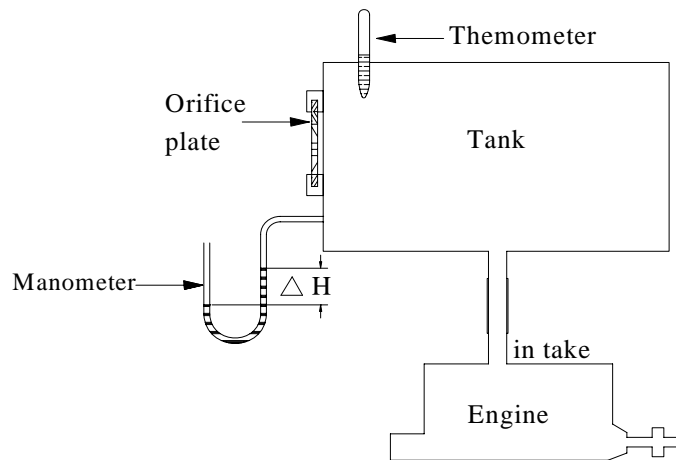 Themometer
Orifice
plate
Tank
Manometer
△ H
in take
Engine